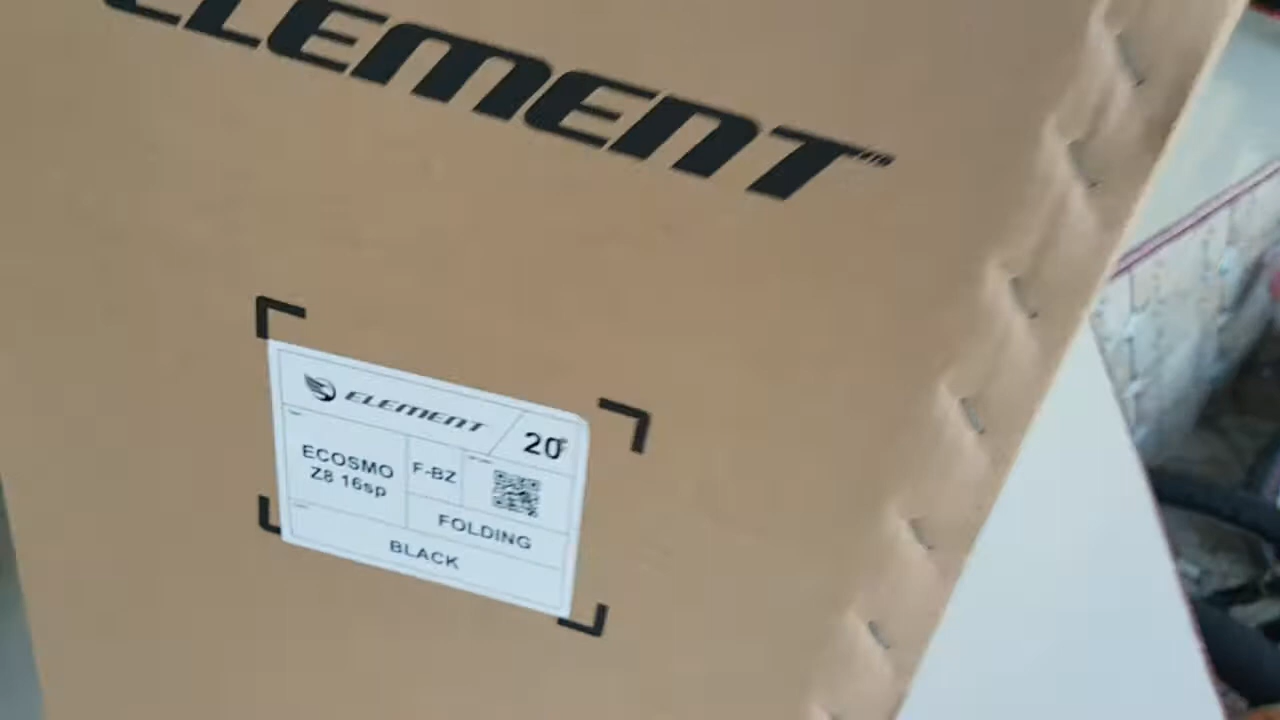 ELEMENT
ELEMENT
20"
ECOSMO
Z8 16sp
F-BZ
FOLDING
BLACK